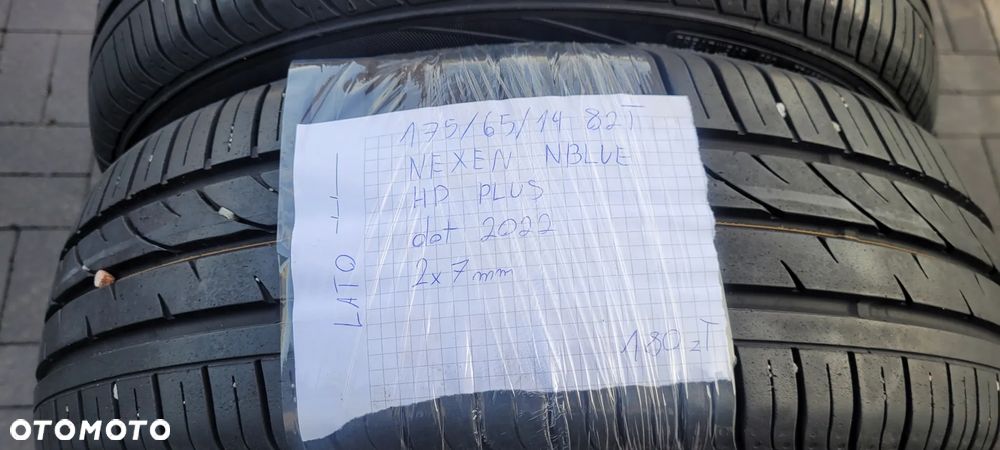 175/65/14 82T
NEXEN NBLUE
HD PLUS
dot 2022
2x7mm
LATO
180 zł
OTOMOTO